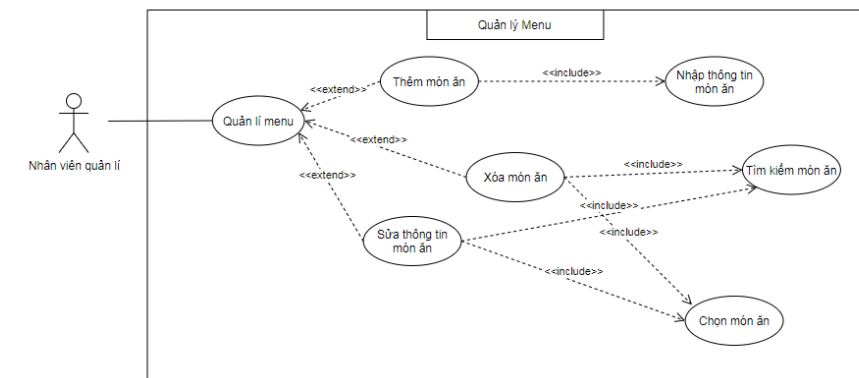 Quản lý Menu
Thêm món ăn
<<include>>
Nhập thông tin
món ăn
<<extend>>
Quản lí menu
<<extend>>
Nhân viên quản lí
<<include>>
Xóa món ăn
Tìm kiếm món ăn
<<extend>>
<<include>>
Sửa thông tin
món ăn
<<include>>
<<include>>
Chọn món ăn